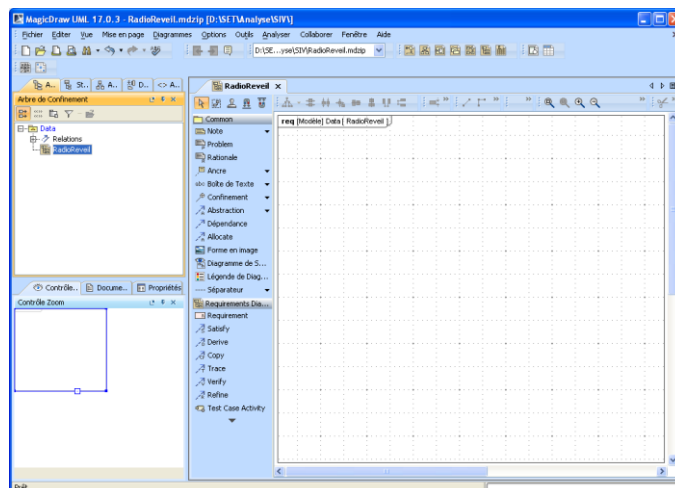 MagicDraw UML 17.0.3 - RadioReveil.mdzip [D:\SET\Analyse\SIV\]
Fichier Editer Vue Mise en page Diagrammes Options Outils Analyser Collaborer Fenêtre Aide
D:\SE...yse\SIV\RadioReveil.mdzip
A.. St.. A.. D.. <> A..
RadioReveil
Arbre de Confinement
Data
Relations
RadioReveil
Contrôle.. Docume.. Propriétés
Contrôle Zoom
Common
Note
Problem
Rationale
Ancre
abc Boîte de Texte
Confinement
Abstraction
Dépendance
Allocate
Forme en image
Diagramme de S...
Légende de Diag...
Séparateur
Requirements Dia...
Requirement
Satisfy
Derive
Copy
Trace
Verify
Refine
Test Case Activity
req [Modèle] Data [ RadioReveil ]
Prêt